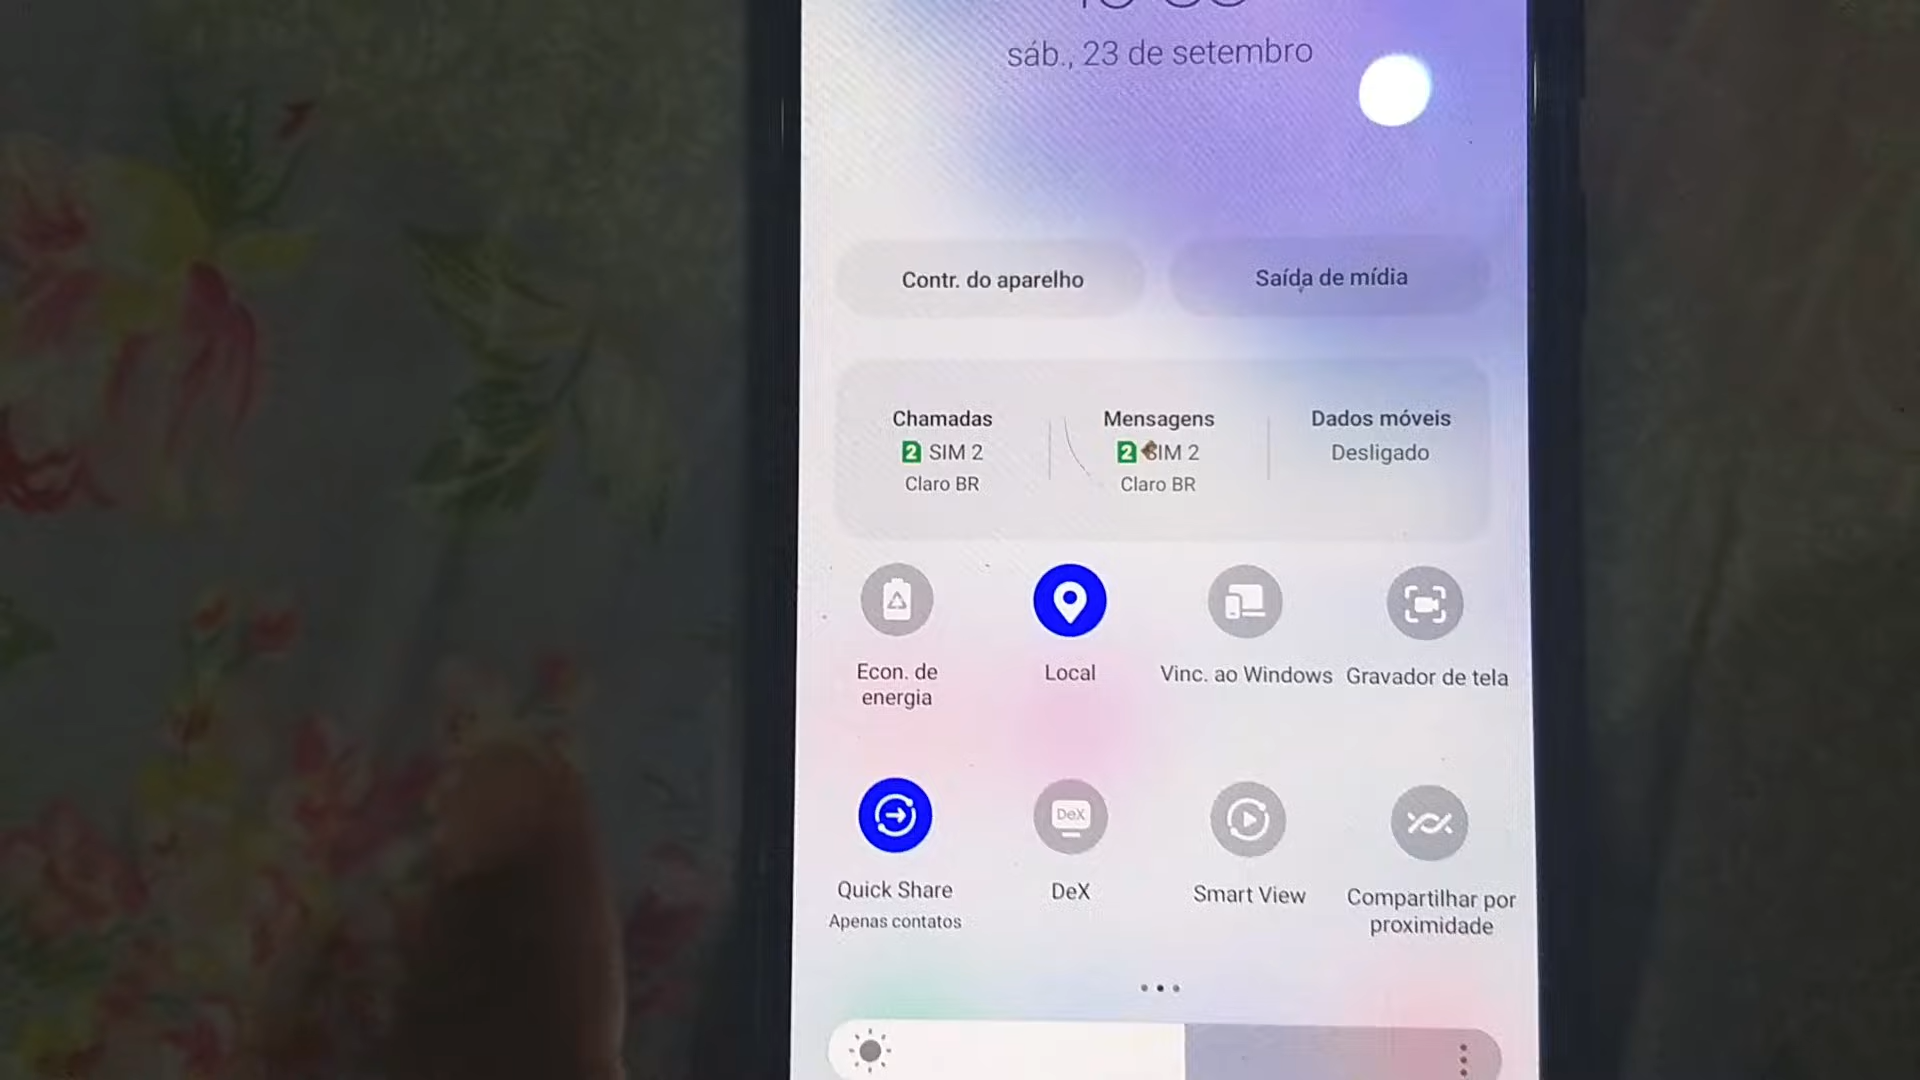 sáb., 23 de setembro
Contr. do aparelho
Saída de mídia
Chamadas
2 SIM 2
Claro BR
Mensagens
2 SIM 2
Claro BR
Dados móveis
Desligado
Econ. de
energia
Local
Vinc. ao Windows
Gravador de tela
Quick Share
Apenas contatos
DeX
DeX
Smart View
Compartilhar por
proximidade